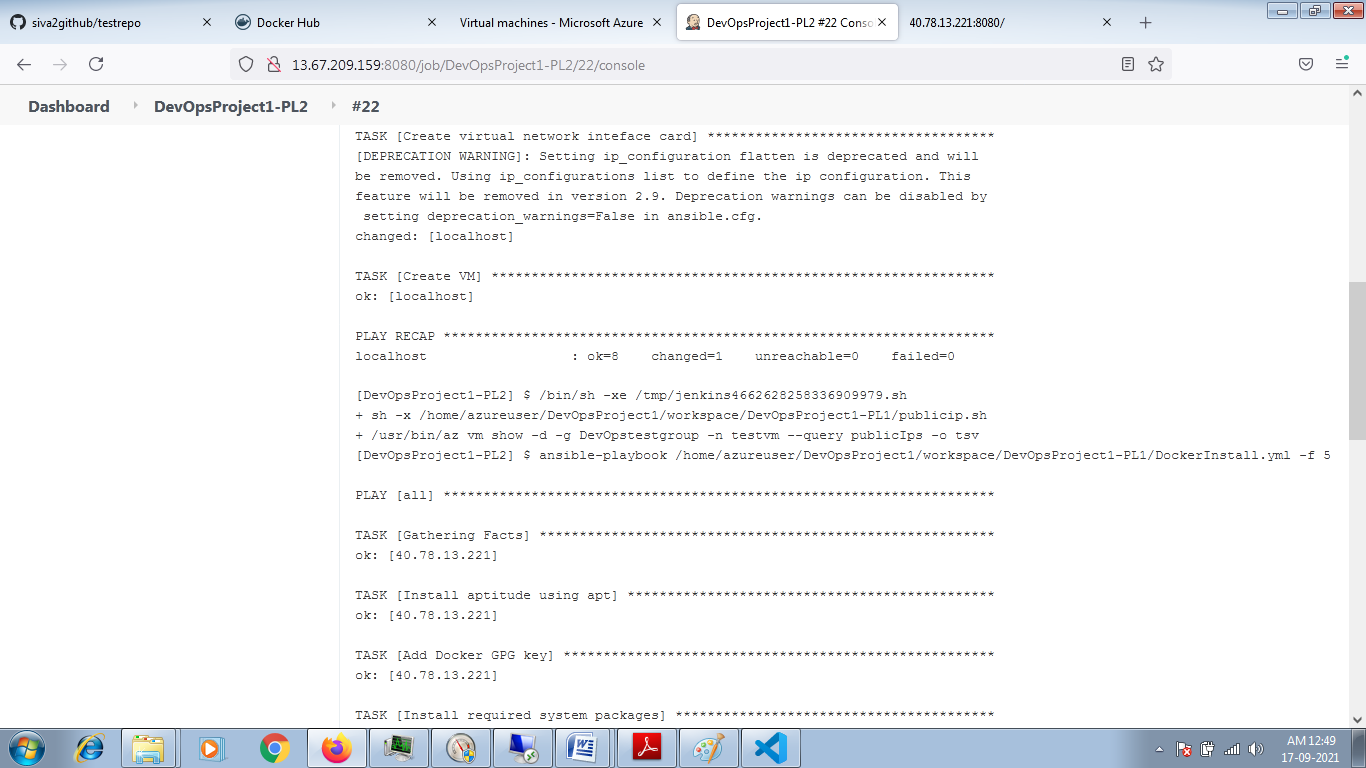 siva2github/testrepo
Docker Hub
Virtual machines - Microsoft Azure
DevOpsProject1-PL2 #22 Conso
40.78.13.221:8080/
13.67.209.159:8080/job/DevOpsProject1-PL2/22/console
Dashboard DevOpsProject1-PL2 #22
TASK [Create virtual network inteface card] ************************************
[DEPRECATION WARNING]: Setting ip_configuration flatten is deprecated and will
be removed. Using ip_configurations list to define the ip configuration. This
feature will be removed in version 2.9. Deprecation warnings can be disabled by
 setting deprecation_warnings=False in ansible.cfg.
changed: [localhost]
TASK [Create VM] ***************************************************************
ok: [localhost]
PLAY RECAP *********************************************************************
localhost                  : ok=8    changed=1    unreachable=0    failed=0
[DevOpsProject1-PL2] $ /bin/sh -xe /tmp/jenkins4662628258336909979.sh
+ sh -x /home/azureuser/DevOpsProject1/workspace/DevOpsProject1-PL1/publicip.sh
+ /usr/bin/az vm show -d -g DevOpstestgroup -n testvm --query publicIps -o tsv
[DevOpsProject1-PL2] $ ansible-playbook /home/azureuser/DevOpsProject1/workspace/DevOpsProject1-PL1/DockerInstall.yml -f 5
PLAY [all] *********************************************************************
TASK [Gathering Facts] *********************************************************
ok: [40.78.13.221]
TASK [Install aptitude using apt] **********************************************
ok: [40.78.13.221]
TASK [Add Docker GPG key] ******************************************************
ok: [40.78.13.221]
TASK [Install required system packages] ****************************************
AM 12:49
17-09-2021